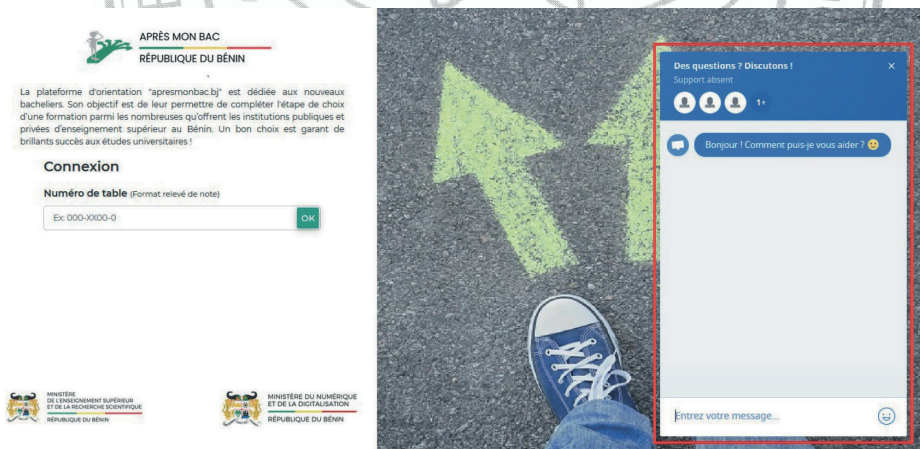 APRÈS MON BAC
RÉPUBLIQUE DU BÉNIN
La plateforme d'orientation "apresmonbac.bj" est dédiée aux nouveaux
bacheliers. Son objectif est de leur permettre de compléter l'étape de choix
d'une formation parmi les nombreuses qu'offrent les institutions publiques et
privées d'enseignement supérieur au Bénin. Un bon choix est garant de
brillants succès aux études universitaires !
Connexion
Numéro de table (Format relevé de note)
Ex: 000-XX00-0
OK
MINISTÈRE
DE L'ENSEIGNEMENT SUPÉRIEUR
ET DE LA RECHERCHE SCIENTIFIQUE
RÉPUBLIQUE DU BÉNIN
MINISTÈRE DU NUMÉRIQUE
ET DE LA DIGITALISATION
RÉPUBLIQUE DU BÉNIN
Des questions ? Discutons !
Support absent
1+
Bonjour ! Comment puis-je vous aider ? 🙂
Entrez votre message...